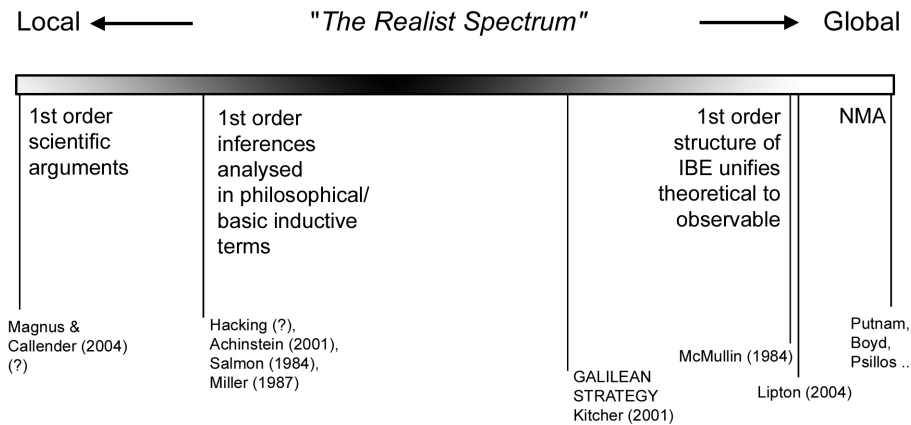 Local "The Realist Spectrum" Global
1st order
scientific
arguments
1st order
inferences
analysed
in philosophical/
basic inductive
terms
1st order
structure of
IBE unifies
theoretical to
observable
NMA
Magnus &
Callender (2004)
(?)
Hacking (?),
Achinstein (2001),
Salmon (1984),
Miller (1987)
GALILEAN
STRATEGY
Kitcher (2001)
McMullin (1984)
Lipton (2004)
Putnam,
Boyd,
Psillos ..